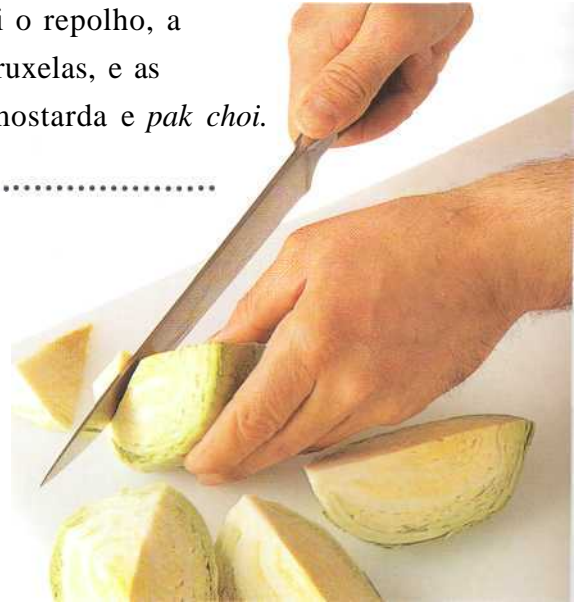 i o repolho, a
ruxelas, e as
nostarda e pak choi.